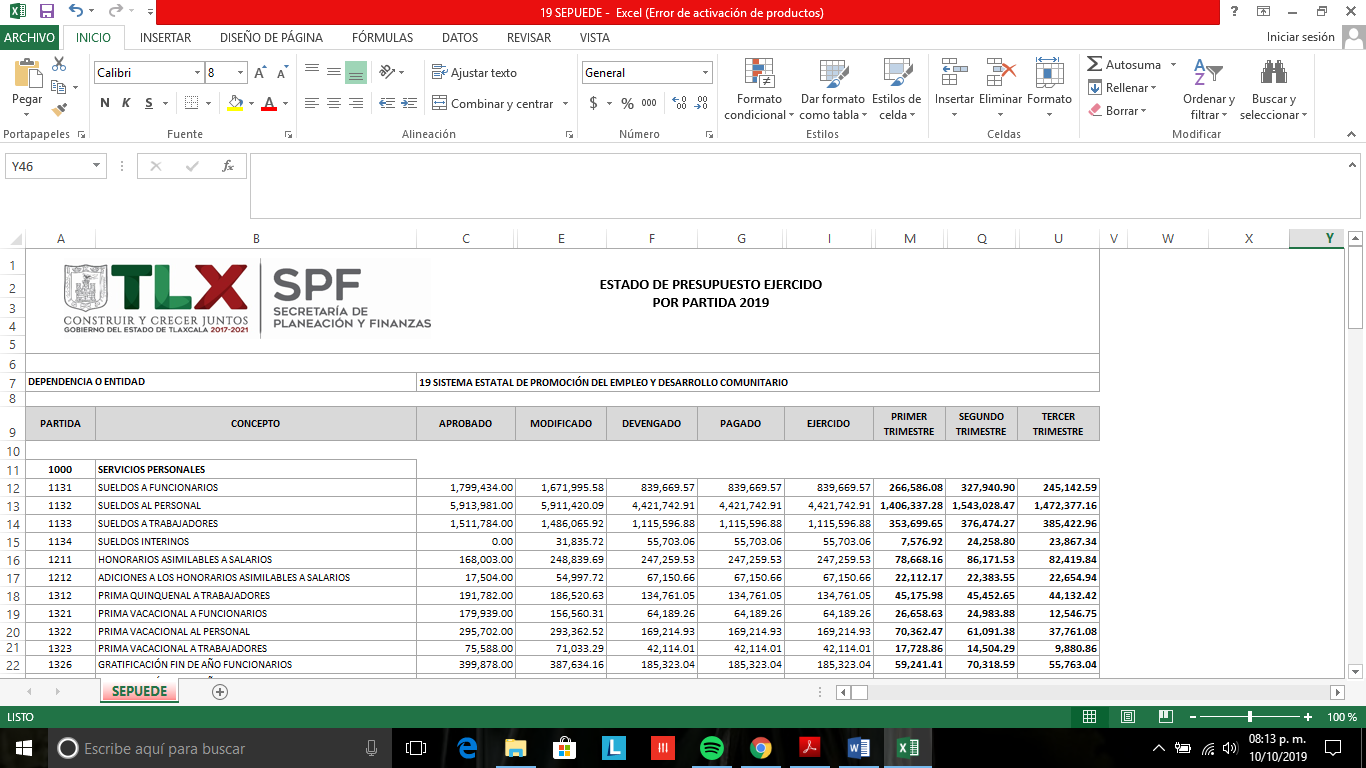 19 SEPUEDE - Excel (Error de activación de productos)
ARCHIVO INICIO INSERTAR DISEÑO DE PÁGINA FÓRMULAS DATOS REVISAR VISTA Iniciar sesión
Pegar
Portapapeles
Calibri 8
N K S
Fuente
Ajustar texto
Combinar y centrar
Alineación
General
$ % 000
Número
Formato condicional
Dar formato como tabla
Estilos de celda
Estilos
Insertar Eliminar Formato
Celdas
Autosuma
Rellenar
Borrar
Ordenar y filtrar
Buscar y seleccionar
Modificar
Y46 fx
A B C E F G I M Q U V W X Y
1
2
3
4
5
TLX
CONSTRUIR Y CRECER JUNTOS
GOBIERNO DEL ESTADO DE TLAXCALA 2017-2021
SPF
SECRETARÍA DE
PLANEACIÓN Y FINANZAS
ESTADO DE PRESUPUESTO EJERCIDO
POR PARTIDA 2019
6
7 DEPENDENCIA O ENTIDAD 19 SISTEMA ESTATAL DE PROMOCIÓN DEL EMPLEO Y DESARROLLO COMUNITARIO
8
9 PARTIDA CONCEPTO APROBADO MODIFICADO DEVENGADO PAGADO EJERCIDO PRIMER TRIMESTRE SEGUNDO TRIMESTRE TERCER TRIMESTRE
10
11 1000 SERVICIOS PERSONALES
12 1131 SUELDOS A FUNCIONARIOS 1,799,434.00 1,671,995.58 839,669.57 839,669.57 839,669.57 266,586.08 327,940.90 245,142.59
13 1132 SUELDOS AL PERSONAL 5,913,981.00 5,911,420.09 4,421,742.91 4,421,742.91 4,421,742.91 1,406,337.28 1,543,028.47 1,472,377.16
14 1133 SUELDOS A TRABAJADORES 1,511,784.00 1,486,065.92 1,115,596.88 1,115,596.88 1,115,596.88 353,699.65 376,474.27 385,422.96
15 1134 SUELDOS INTERINOS 0.00 31,835.72 55,703.06 55,703.06 55,703.06 7,576.92 24,258.80 23,867.34
16 1211 HONORARIOS ASIMILABLES A SALARIOS 168,003.00 248,839.69 247,259.53 247,259.53 247,259.53 78,668.16 86,171.53 82,419.84
17 1212 ADICIONES A LOS HONORARIOS ASIMILABLES A SALARIOS 17,504.00 54,997.72 67,150.66 67,150.66 67,150.66 22,112.17 22,383.55 22,654.94
18 1312 PRIMA QUINQUENAL A TRABAJADORES 191,782.00 186,520.63 134,761.05 134,761.05 134,761.05 45,175.98 45,452.65 44,132.42
19 1321 PRIMA VACACIONAL A FUNCIONARIOS 179,939.00 156,560.31 64,189.26 64,189.26 64,189.26 26,658.63 24,983.88 12,546.75
20 1322 PRIMA VACACIONAL AL PERSONAL 295,702.00 293,362.52 169,214.93 169,214.93 169,214.93 70,362.47 61,091.38 37,761.08
21 1323 PRIMA VACACIONAL A TRABAJADORES 75,588.00 71,033.29 42,114.01 42,114.01 42,114.01 17,728.86 14,504.29 9,880.86
22 1326 GRATIFICACIÓN FIN DE AÑO FUNCIONARIOS 399,878.00 387,634.16 185,323.04 185,323.04 185,323.04 59,241.41 70,318.59 55,763.04
SEPUEDE
LISTO 100 %
Escribe aquí para buscar
08:13 p. m.
10/10/2019